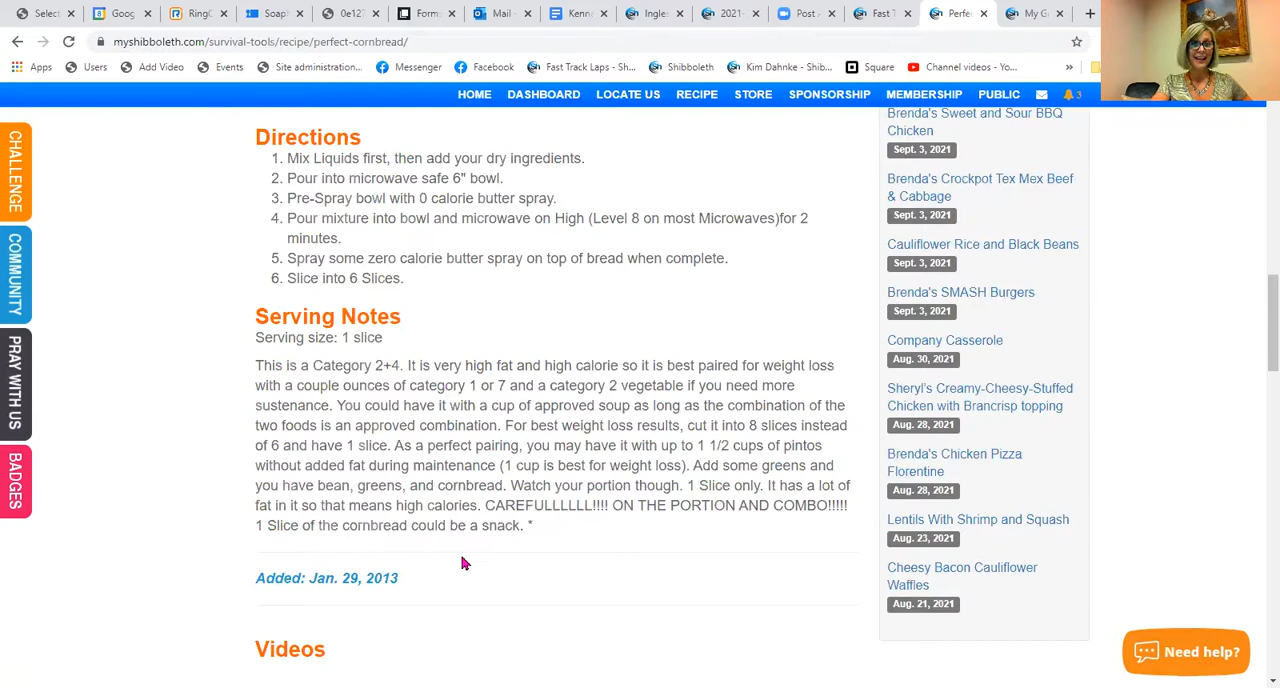 Select
Goog
RingC
Soap
0e127
Form
Mail -
Kenna
Ingles
2021-
Post A
Fast T
Perfec
My G
myshibboleth.com/survival-tools/recipe/perfect-cornbread/
Apps
Users
Add Video
Events
Site administration...
Messenger
Facebook
Fast Track Laps - S...
Shibboleth
Kim Dahnke - Shib...
Square
Channel videos - Yo...
»
HOME
DASHBOARD
LOCATE US
RECIPE
STORE
SPONSORSHIP
MEMBERSHIP
PUBLIC
3
CHALLENGE
COMMUNITY
PRAY WITH US
BADGES
Directions
1. Mix Liquids first, then add your dry ingredients.
2. Pour into microwave safe 6" bowl.
3. Pre-Spray bowl with 0 calorie butter spray.
4. Pour mixture into bowl and microwave on High (Level 8 on most Microwaves)for 2
minutes.
5. Spray some zero calorie butter spray on top of bread when complete.
6. Slice into 6 Slices.
Serving Notes
Serving size: 1 slice
This is a Category 2+4. It is very high fat and high calorie so it is best paired for weight loss
with a couple ounces of category 1 or 7 and a category 2 vegetable if you need more
sustenance. You could have it with a cup of approved soup as long as the combination of the
two foods is an approved combination. For best weight loss results, cut it into 8 slices instead
of 6 and have 1 slice. As a perfect pairing, you may have it with up to 1 1/2 cups of pintos
without added fat during maintenance (1 cup is best for weight loss). Add some greens and
you have bean, greens, and cornbread. Watch your portion though. 1 Slice only. It has a lot of
fat in it so that means high calories. CAREFULLLLLL!!!! ON THE PORTION AND COMBO!!!!!
1 Slice of the cornbread could be a snack. *
Added: Jan. 29, 2013
Videos
Brenda's Sweet and Sour BBQ
Chicken
Sept. 3, 2021
Brenda's Crockpot Tex Mex Beef
& Cabbage
Sept. 3, 2021
Cauliflower Rice and Black Beans
Sept. 3, 2021
Brenda's SMASH Burgers
Sept. 3, 2021
Company Casserole
Aug. 30, 2021
Sheryl's Creamy-Cheesy-Stuffed
Chicken with Brancrisp topping
Aug. 28, 2021
Brenda's Chicken Pizza
Florentine
Aug. 28, 2021
Lentils With Shrimp and Squash
Aug. 23, 2021
Cheesy Bacon Cauliflower
Waffles
Aug. 21, 2021
Need help?